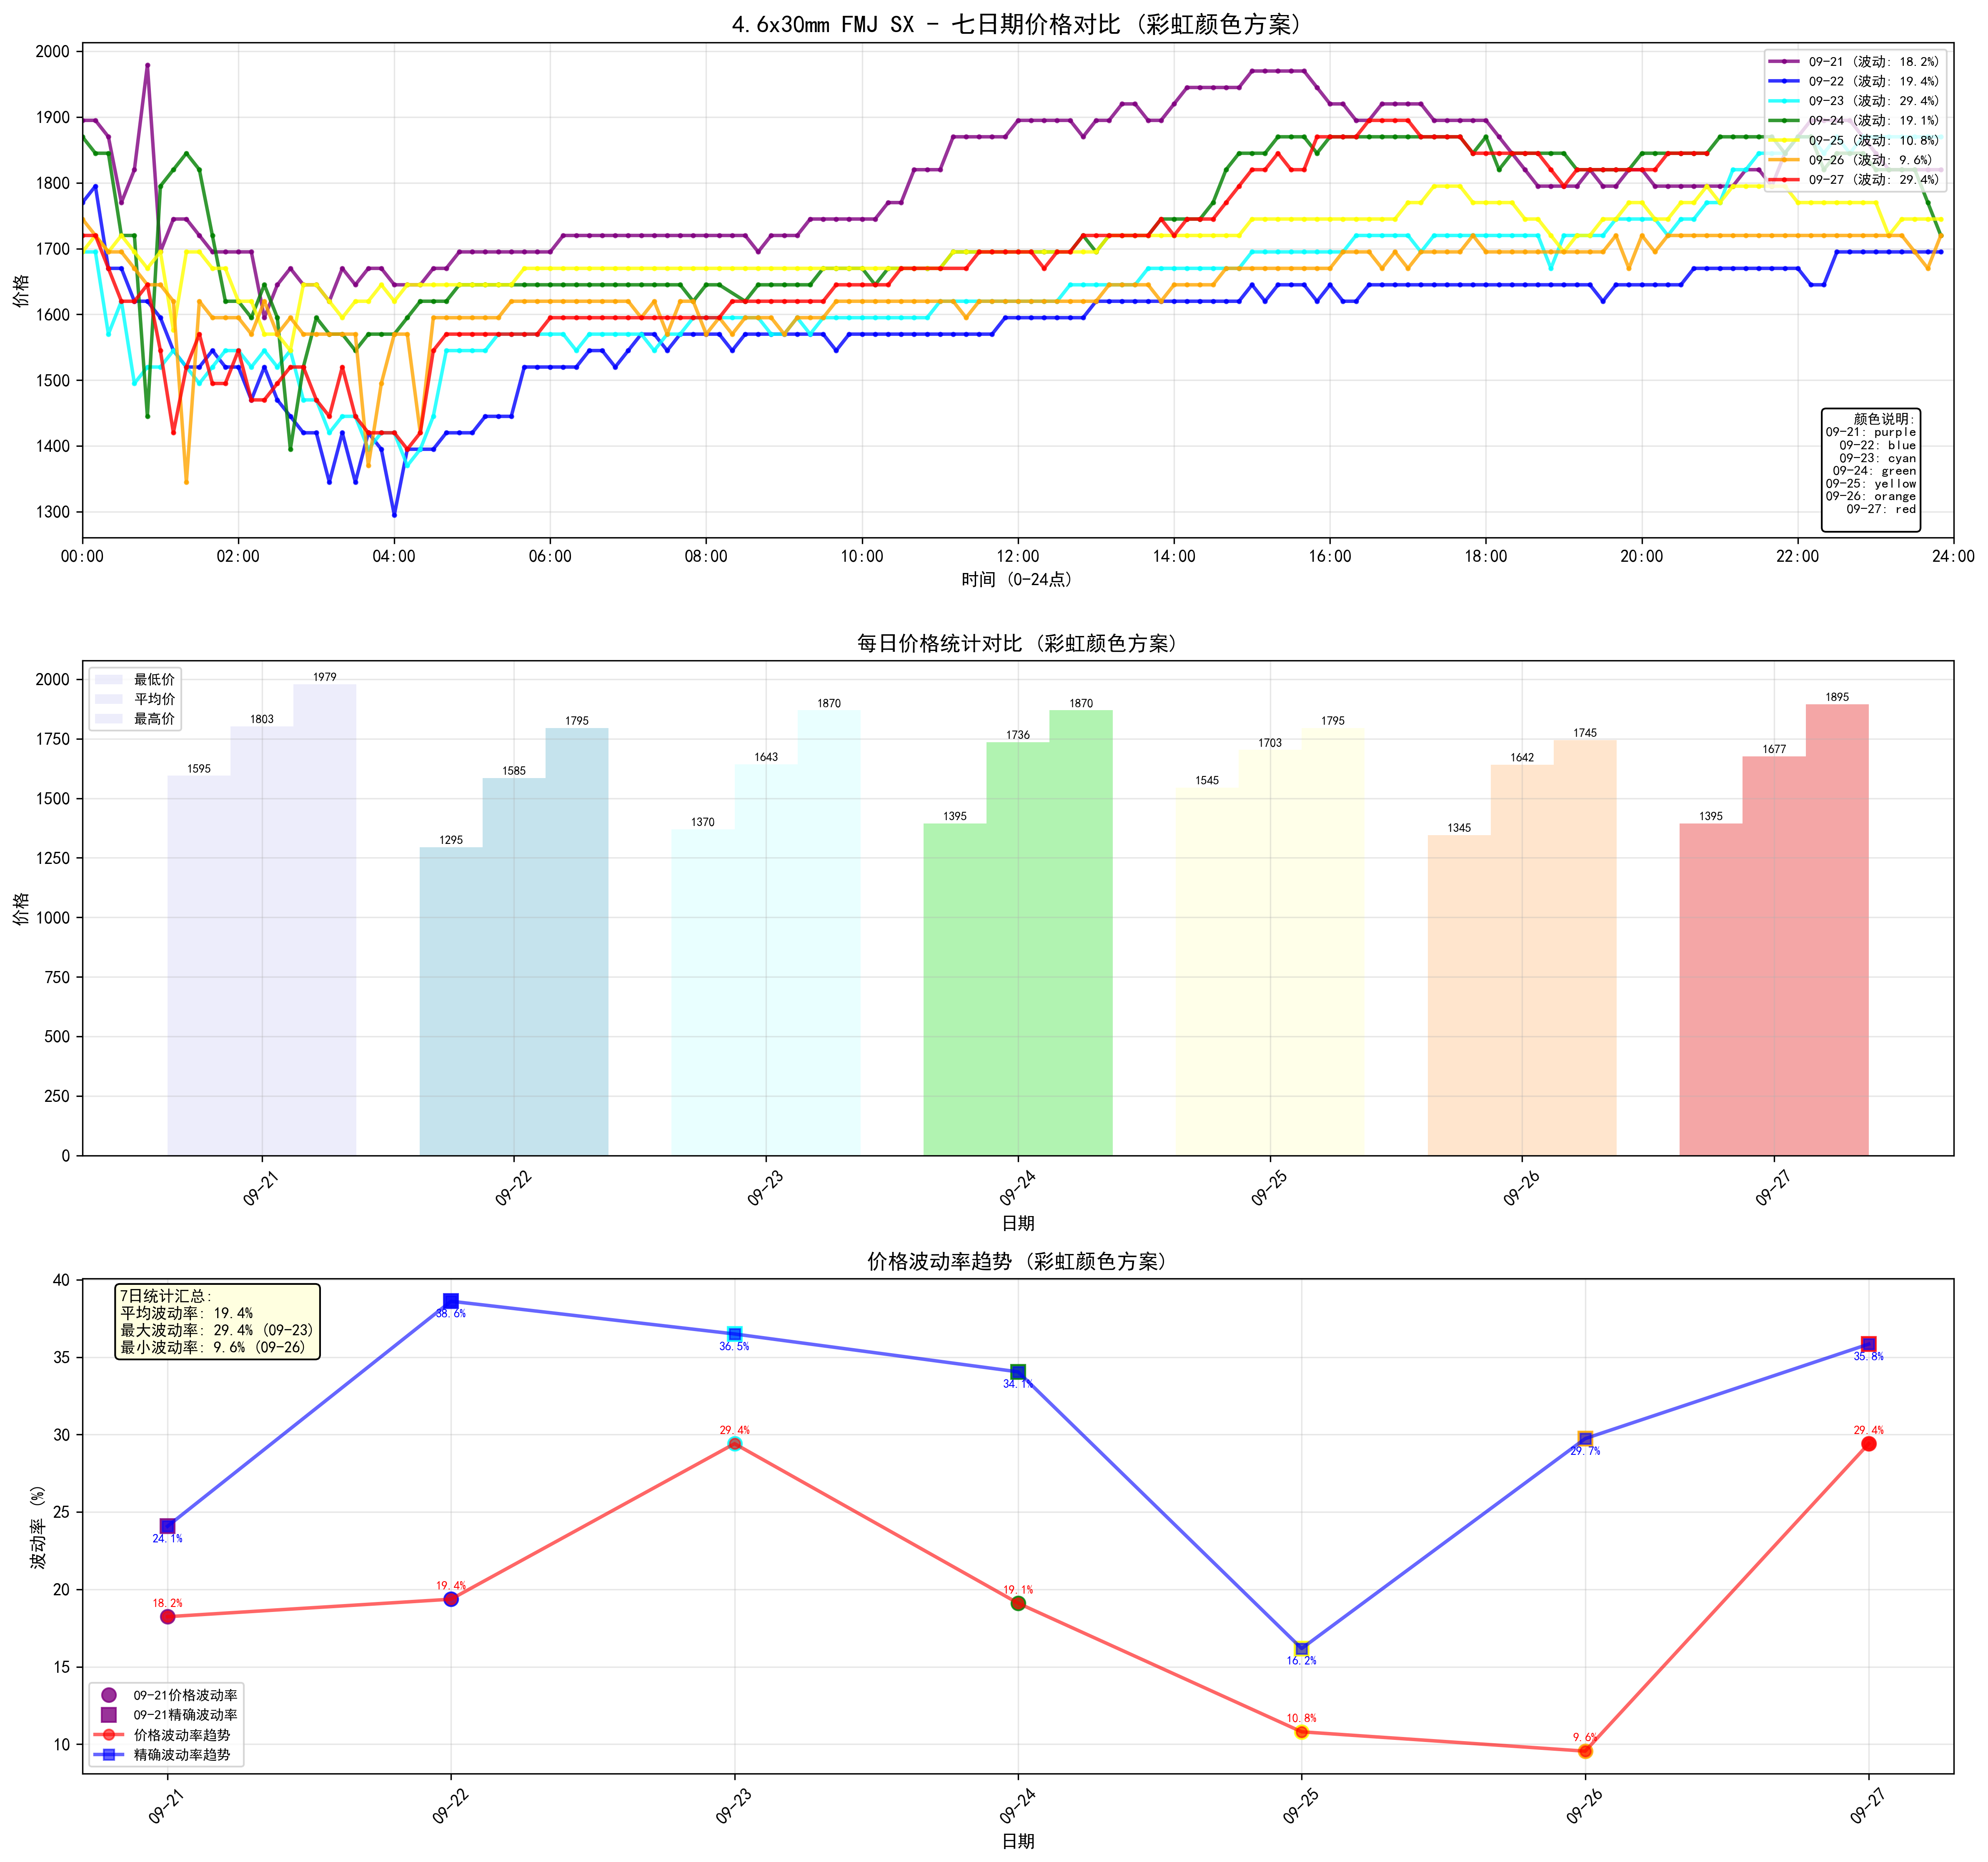 4.6x30mm FMJ SX - 七日期价格对比 (彩虹颜色方案)
价格
2000
1900
1800
1700
1600
1500
1400
1300
09-21 (波动: 18.2%)
09-22 (波动: 19.4%)
09-23 (波动: 29.4%)
09-24 (波动: 19.1%)
09-25 (波动: 10.8%)
09-26 (波动: 9.6%)
09-27 (波动: 29.4%)
颜色说明:
09-21: purple
09-22: blue
09-23: cyan
09-24: green
09-25: yellow
09-26: orange
09-27: red
00:00 02:00 04:00 06:00 08:00 10:00 12:00 14:00 16:00 18:00 20:00 22:00 24:00
时间 (0-24点)
每日价格统计对比 (彩虹颜色方案)
价格
2000
1750
1500
1250
1000
750
500
250
0
最低价
平均价
最高价
1595 1803 1979
1295 1585 1795
1370 1643 1870
1395 1736 1870
1545 1703 1795
1345 1642 1745
1395 1677 1895
09-21 09-22 09-23 09-24 09-25 09-26 09-27
日期
价格波动率趋势 (彩虹颜色方案)
波动率 (%)
40
35
30
25
20
15
10
7日统计汇总:
平均波动率: 19.4%
最大波动率: 29.4% (09-23)
最小波动率: 9.6% (09-26)
24.1% 38.6% 36.5% 34.1% 16.2% 29.7% 35.8%
18.2% 19.4% 29.4% 19.1% 10.8% 9.6% 29.4%
09-21价格波动率
09-21精确波动率
价格波动率趋势
精确波动率趋势
09-21 09-22 09-23 09-24 09-25 09-26 09-27
日期